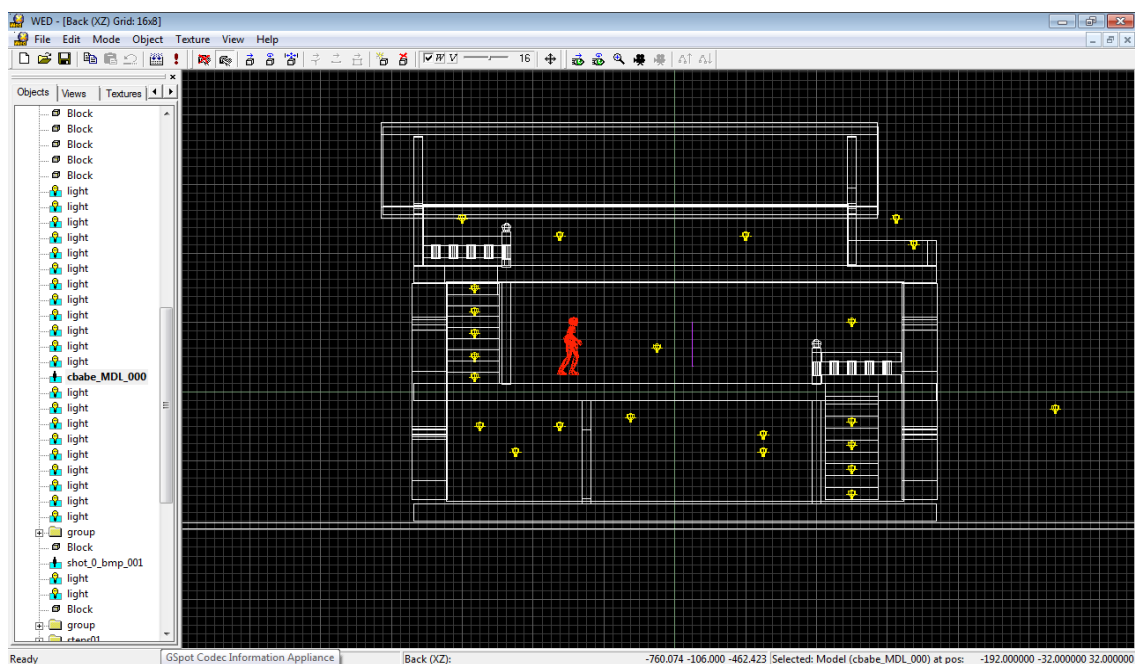 WED - [Back (XZ) Grid: 16x8]
File Edit Mode Object Texture View Help
W V 16
Objects Views Textures
Block
Block
Block
Block
Block
light
light
light
light
light
light
light
light
light
light
light
light
cbabe_MDL_000
light
light
light
light
light
light
light
light
light
group
Block
shot_0_bmp_001
light
light
Block
group
steps01
Ready GSpot Codec Information Appliance Back (XZ): -760.074 -106.000 -462.423 Selected: Model (cbabe_MDL_000) at pos: -192.000000 -32.000000 32.000000